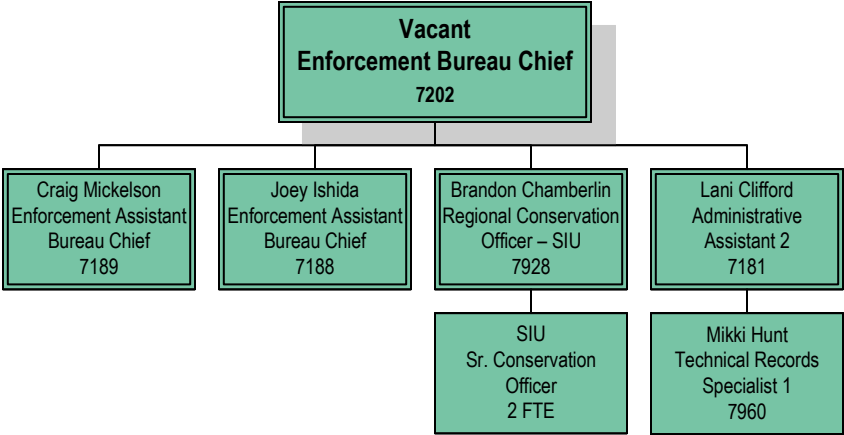 Vacant
Enforcement Bureau Chief
7202
Craig Mickelson
Enforcement Assistant
Bureau Chief
7189
Joey Ishida
Enforcement Assistant
Bureau Chief
7188
Brandon Chamberlin
Regional Conservation
Officer – SIU
7928
Lani Clifford
Administrative
Assistant 2
7181
SIU
Sr. Conservation
Officer
2 FTE
Mikki Hunt
Technical Records
Specialist 1
7960